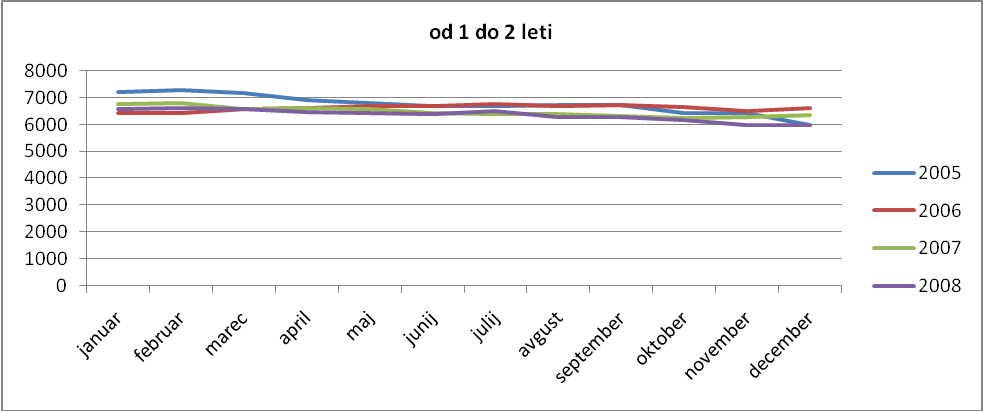 od 1 do 2 leti
8000
7000
6000
5000
4000
3000
2000
1000
0
januar
februar
marec
april
maj
junij
julij
avgust
september
oktober
november
december
2005
2006
2007
2008